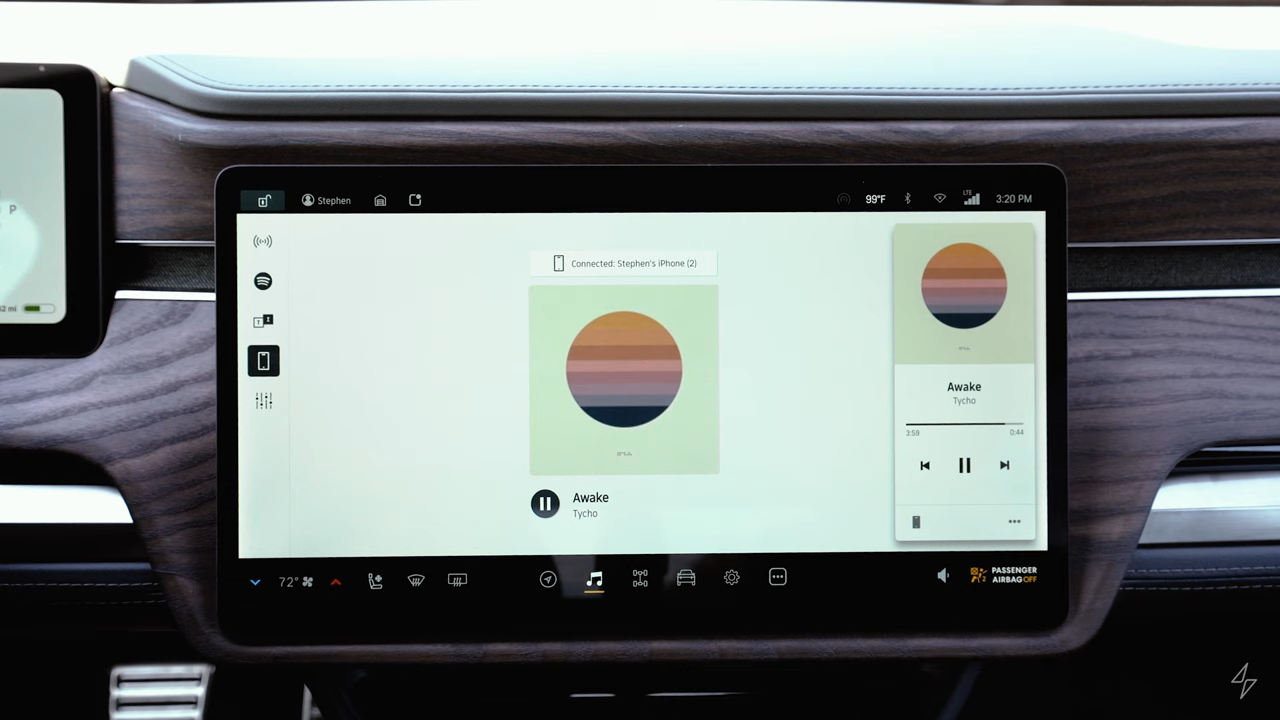 P
Stephen
99°F
LTE
3:20 PM
Connected: Stephen's iPhone (2)
Awake
Tycho
Awake
Tycho
3:59
0:44
72°
PASSENGER
AIRBAG OFF